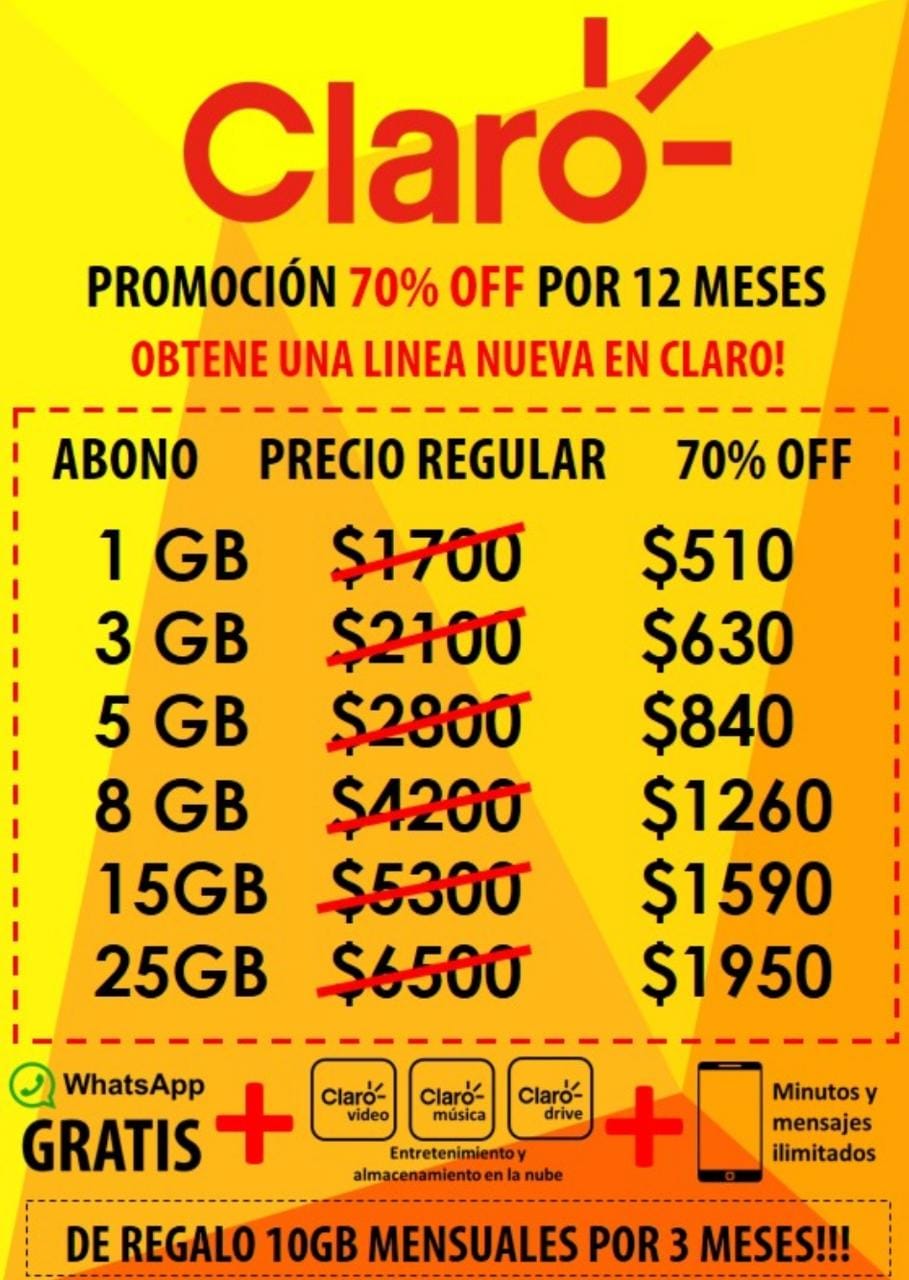 Claro
PROMOCIÓN 70% OFF POR 12 MESES
OBTENE UNA LINEA NUEVA EN CLARO!
ABONO PRECIO REGULAR 70% OFF
1 GB $1700 $510
3 GB $2100 $630
5 GB $2800 $840
8 GB $4200 $1260
15GB $5300 $1590
25GB $6500 $1950
WhatsApp
GRATIS
Claro video
Claro música
Claro drive
Entretenimiento y
almacenamiento en la nube
Minutos y
mensajes
ilimitados
DE REGALO 10GB MENSUALES POR 3 MESES!!!